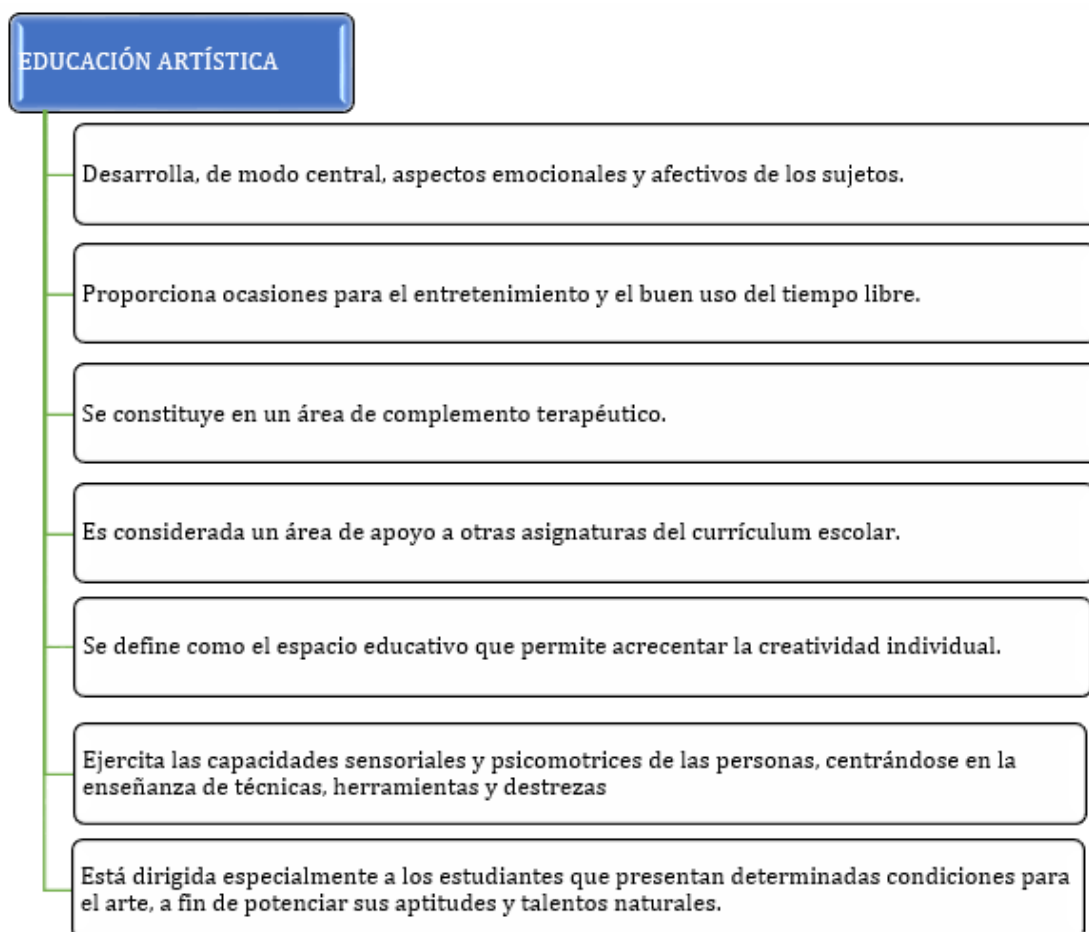 EDUCACIÓN ARTÍSTICA
Desarrolla, de modo central, aspectos emocionales y afectivos de los sujetos.
Proporciona ocasiones para el entretenimiento y el buen uso del tiempo libre.
Se constituye en un área de complemento terapéutico.
Es considerada un área de apoyo a otras asignaturas del currículum escolar.
Se define como el espacio educativo que permite acrecentar la creatividad individual.
Ejercita las capacidades sensoriales y psicomotrices de las personas, centrándose en la
enseñanza de técnicas, herramientas y destrezas
Está dirigida especialmente a los estudiantes que presentan determinadas condiciones para
el arte, a fin de potenciar sus aptitudes y talentos naturales.